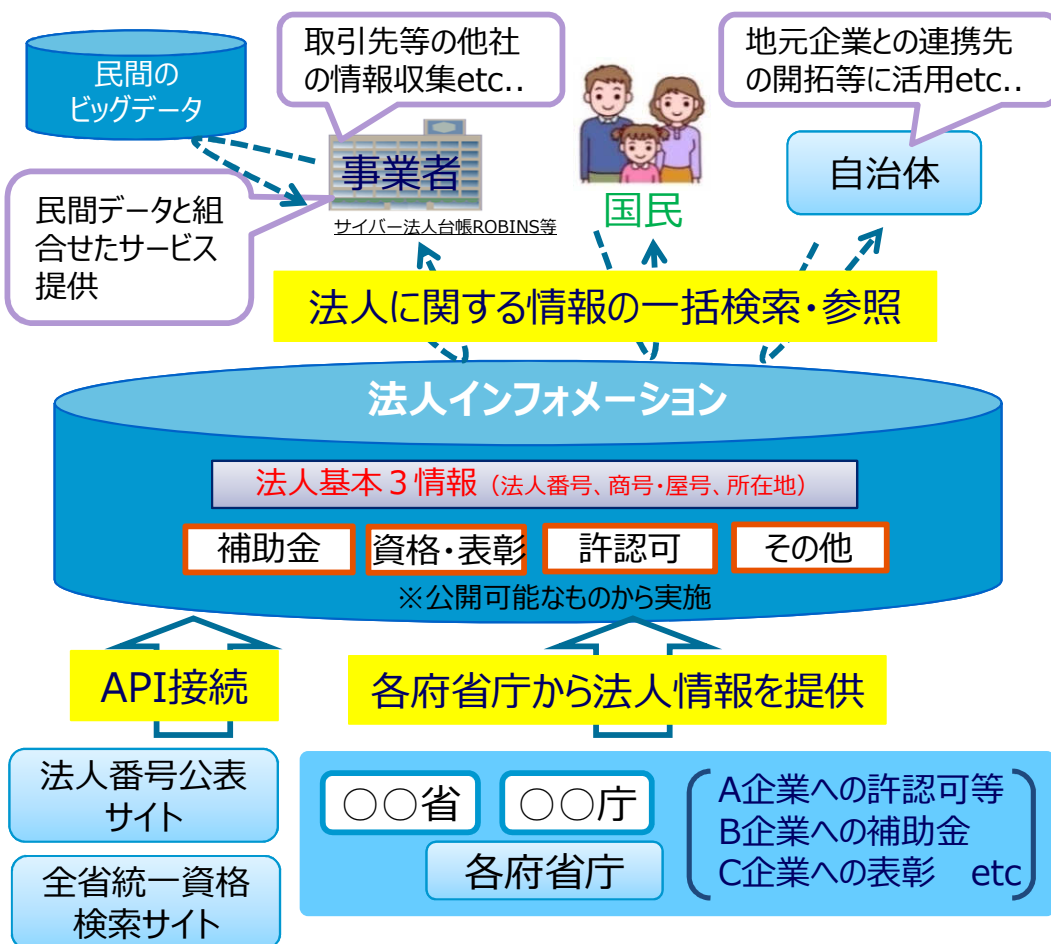 民間の
ビッグデータ
取引先等の他社
の情報収集etc..
地元企業との連携先
の開拓等に活用etc..
事業者
サイバー法人台帳ROBINS等
国民
自治体
民間データと組
合せたサービス
提供
法人に関する情報の一括検索・参照
法人インフォメーション
法人基本３情報（法人番号、商号・屋号、所在地）
補助金
資格・表彰
許認可
その他
※公開可能なものから実施
API接続
各府省庁から法人情報を提供
法人番号公表
サイト
全省統一資格
検索サイト
○○省
○○庁
各府省庁
A企業への許認可等
B企業への補助金
C企業への表彰　etc